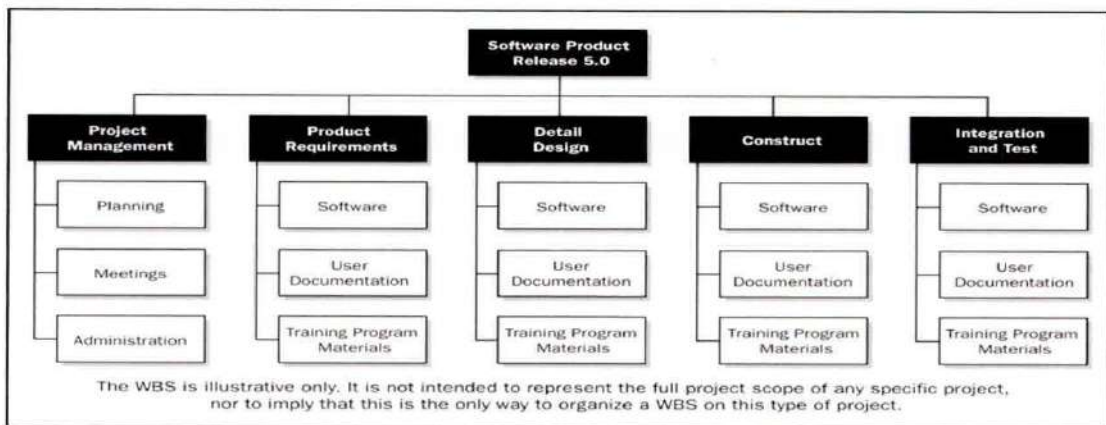 Software Product
Release 5.0
Project
Management
Product
Requirements
Detail
Design
Construct
Integration
and Test
Planning
Software
Software
Software
Software
Meetings
User
Documentation
User
Documentation
User
Documentation
User
Documentation
Administration
Training Program
Materials
Training Program
Materials
Training Program
Materials
Training Program
Materials
The WBS is illustrative only. It is not intended to represent the full project scope of any specific project,
nor to imply that this is the only way to organize a WBS on this type of project.